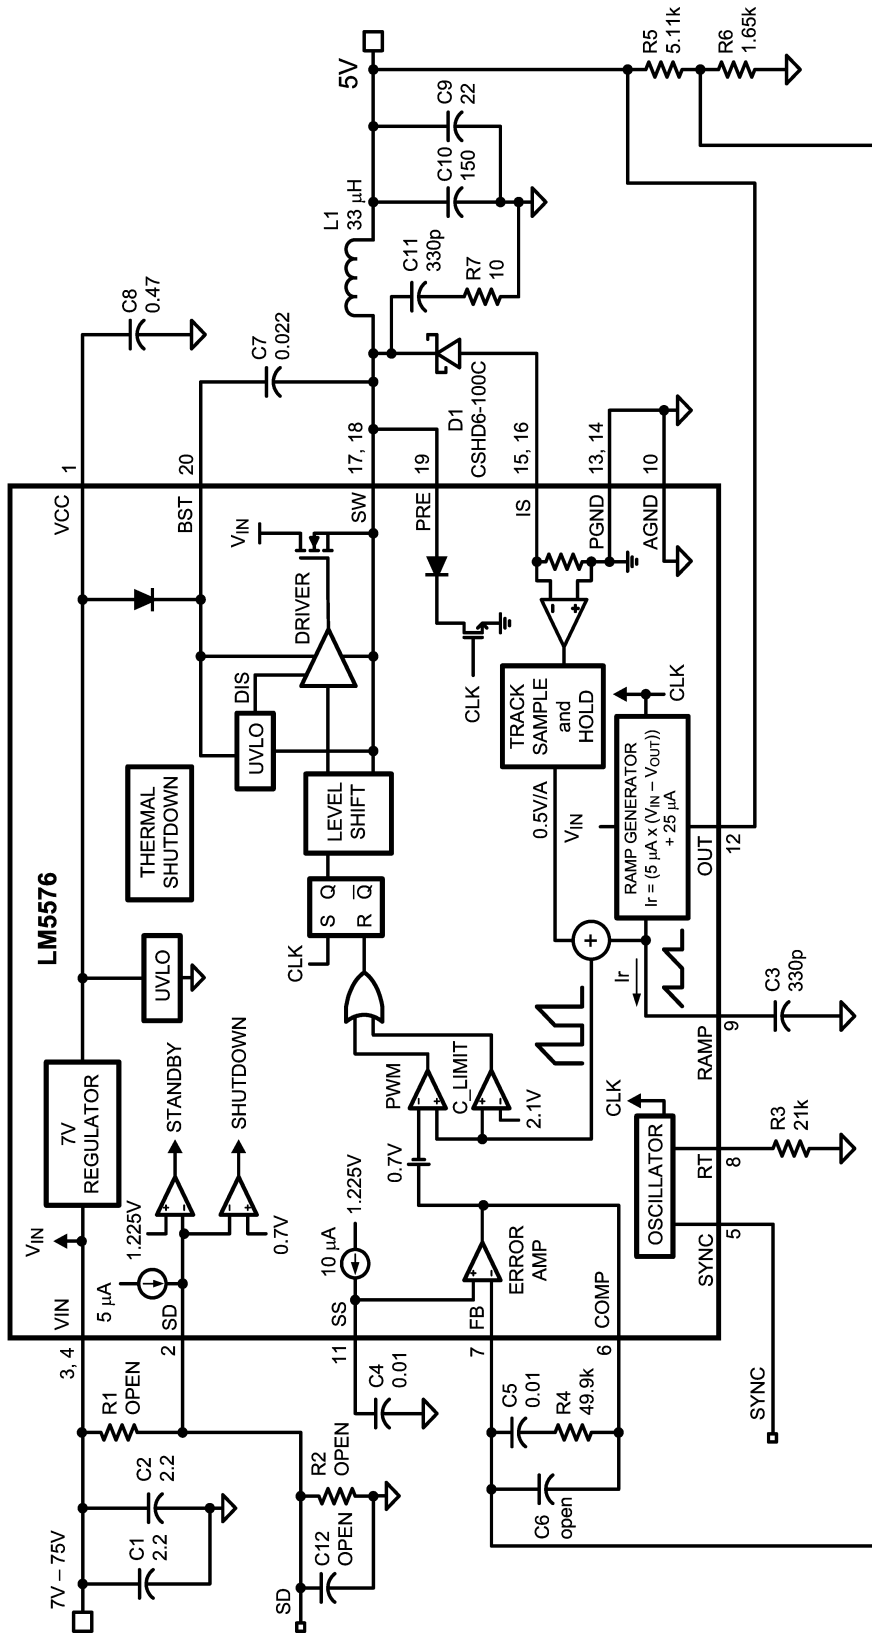 7V – 75V
C1
2.2
C2
2.2
R1
OPEN
3, 4
VIN
VIN
7V
REGULATOR
LM5576
VCC
1
C8
0.47
SD
C12
OPEN
R2
OPEN
2
SD
5 µA
1.225V
STANDBY
SHUTDOWN
0.7V
UVLO
THERMAL
SHUTDOWN
UVLO
DIS
DRIVER
VIN
BST
20
C7
0.022
L1
33 µH
5V
SW
17, 18
CLK
S Q
R Q
LEVEL
SHIFT
PRE
19
CLK
D1
CSHD6-100C
C11
330p
R7
10
C10
150
C9
22
R5
5.11k
R6
1.65k
C4
0.01
11
SS
10 µA
1.225V
0.7V
PWM
C_LIMIT
2.1V
7
FB
ERROR
AMP
C5
0.01
R4
49.9k
C6
open
6
COMP
TRACK
SAMPLE
and
HOLD
0.5V/A
+
IS
15, 16
PGND
13, 14
AGND
10
VIN
RAMP GENERATOR
Ir = (5 µA x (VIN – VOUT))
+ 25 µA
CLK
Ir
OSCILLATOR
CLK
SYNC
5
SYNC
RT
8
R3
21k
RAMP
9
C3
330p
OUT
12